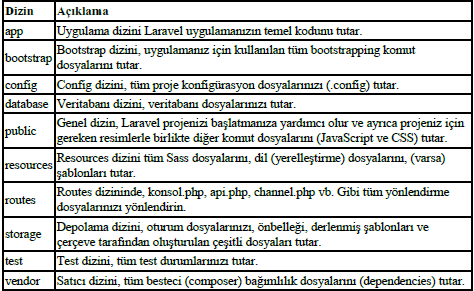 Dizin Açıklama
app Uygulama dizini Laravel uygulamanızın temel kodunu tutar.
bootstrap Bootstrap dizini, uygulamanız için kullanılan tüm bootstrapping komut
dosyalarını tutar.
config Config dizini, tüm proje konfigürasyon dosyalarınızı (.config) tutar.
database Veritabanı dizini, veritabanı dosyalarınızı tutar.
public Genel dizin, Laravel projenizi başlatmanıza yardımcı olur ve ayrıca projeniz için
gereken resimlerle birlikte diğer komut dosyalarını (JavaScript ve CSS) tutar.
resources Resources dizini tüm Sass dosyalarını, dil (yerelleştirme) dosyalarını, (varsa)
şablonları tutar.
routes Routes dizininde, konsol.php, api.php, channel.php vb. Gibi tüm yönlendirme
dosyalarınızı yönlendirin.
storage Depolama dizini, oturum dosyalarınızı, önbelleği, derlenmiş şablonları ve
çerçeve tarafından oluşturulan çeşitli dosyaları tutar.
test Test dizini, tüm test durumlarınızı tutar.
vendor Satıcı dizini, tüm besteci (composer) bağımlılık dosyalarını (dependencies) tutar.